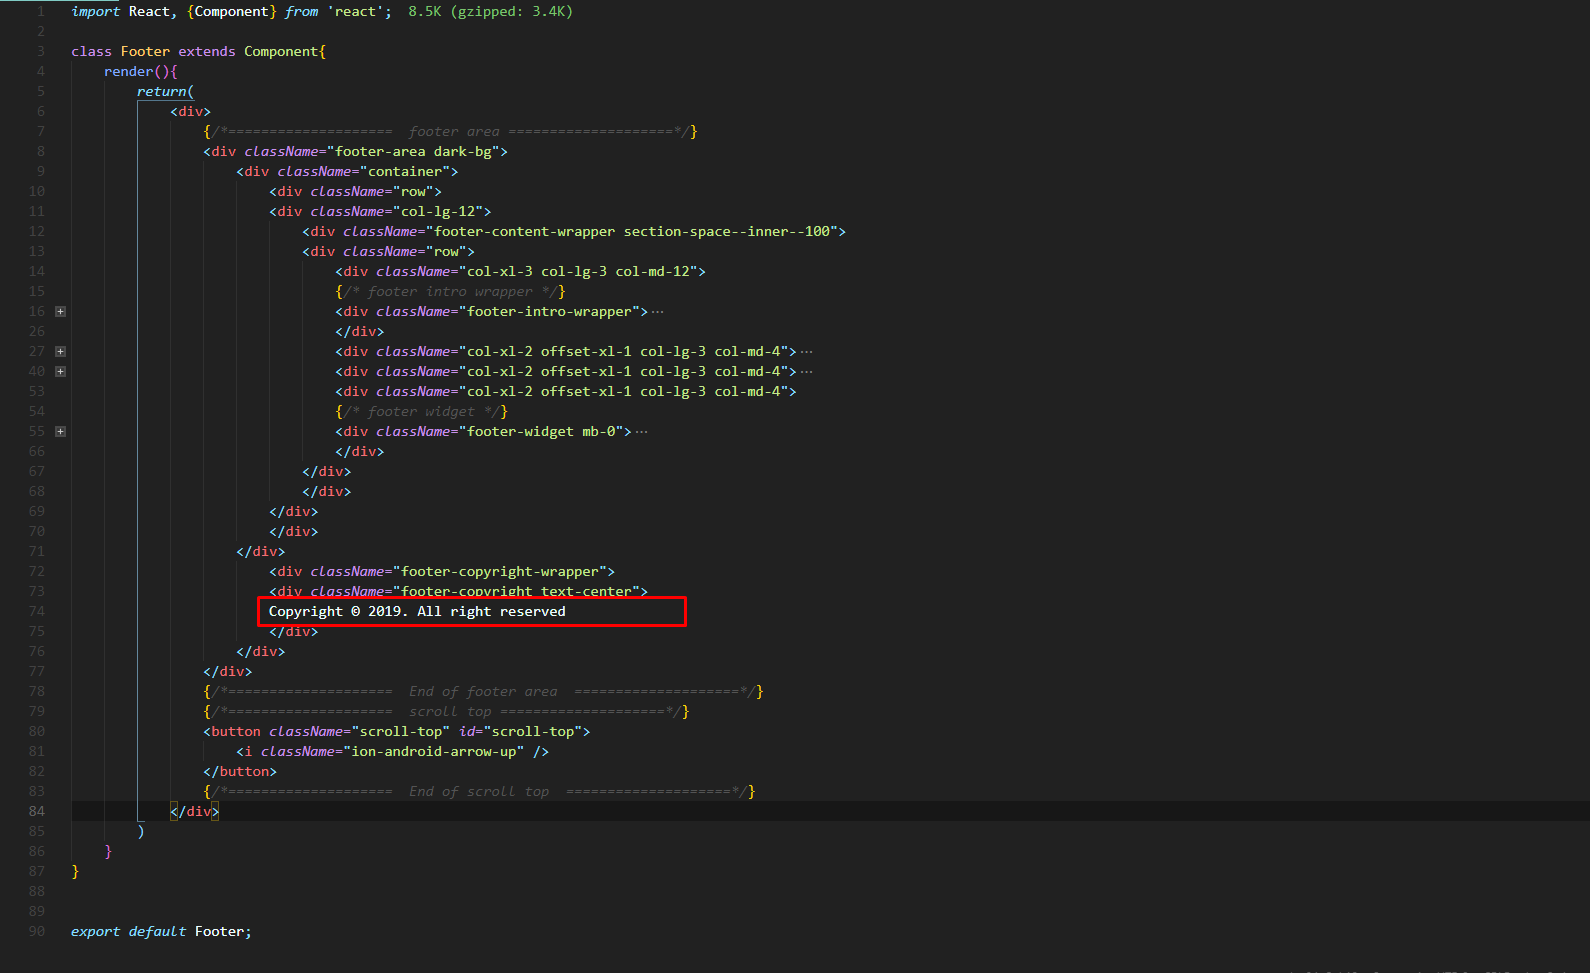 1 import React, {Component} from 'react'; 8.5K (gzipped: 3.4K)
2
3 class Footer extends Component{
4 render(){
5 return(
6 <div>
7 {/*==================== footer area ====================*/}
8 <div className="footer-area dark-bg">
9 <div className="container">
10 <div className="row">
11 <div className="col-lg-12">
12 <div className="footer-content-wrapper section-space--inner--100">
13 <div className="row">
14 <div className="col-xl-3 col-lg-3 col-md-12">
15 {/* footer intro wrapper */}
16 <div className="footer-intro-wrapper">…
26 </div>
27 <div className="col-xl-2 offset-xl-1 col-lg-3 col-md-4">…
40 <div className="col-xl-2 offset-xl-1 col-lg-3 col-md-4">…
53 <div className="col-xl-2 offset-xl-1 col-lg-3 col-md-4">
54 {/* footer widget */}
55 <div className="footer-widget mb-0">…
66 </div>
67 </div>
68 </div>
69 </div>
70 </div>
71 </div>
72 <div className="footer-copyright-wrapper">
73 <div className="footer-copyright text-center">
74 Copyright © 2019. All right reserved
75 </div>
76 </div>
77 </div>
78 {/*==================== End of footer area ====================*/}
79 {/*==================== scroll top ====================*/}
80 <button className="scroll-top" id="scroll-top">
81 <i className="ion-android-arrow-up" />
82 </button>
83 {/*==================== End of scroll top ====================*/}
84 </div>
85 )
86 }
87 }
88
89
90 export default Footer;